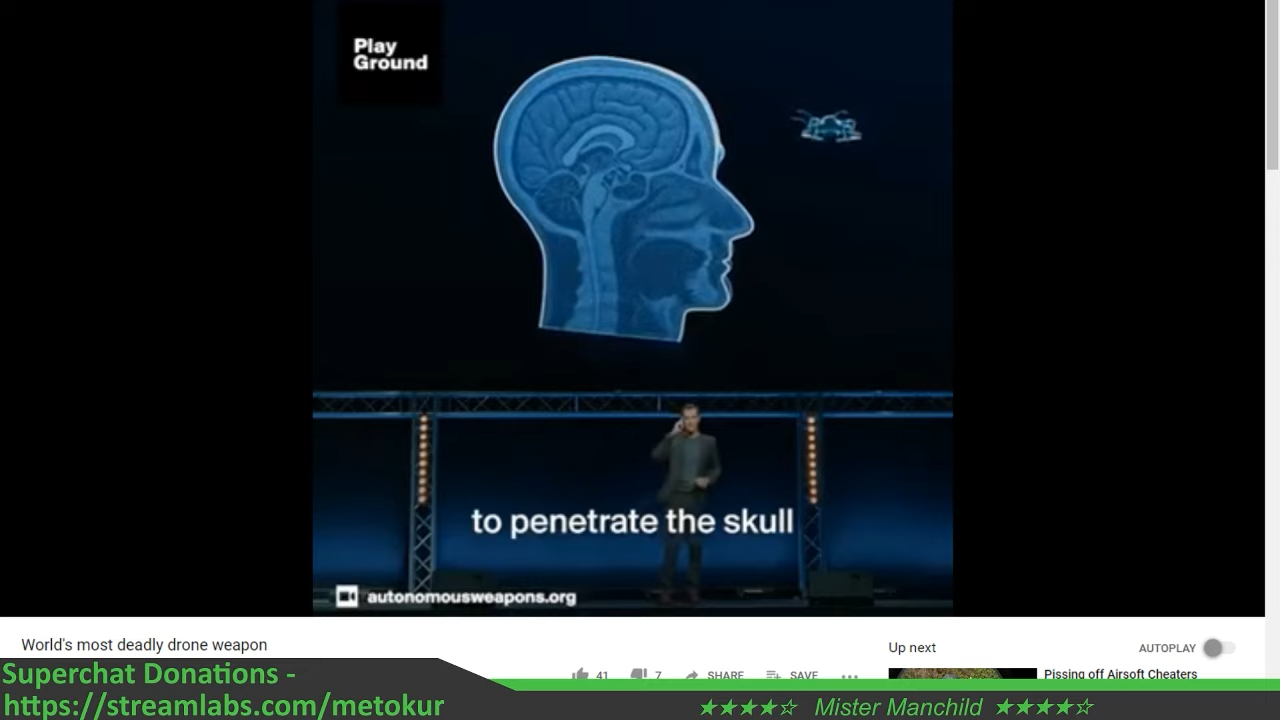 Play
Ground
to penetrate the skull
autonomousweapons.org
World's most deadly drone weapon
Up next
AUTOPLAY
41
7
SHARE
SAVE
Pissing off Airsoft Cheaters
Superchat Donations -
https://streamlabs.com/metokur
★★★★☆ Mister Manchild ★★★★☆